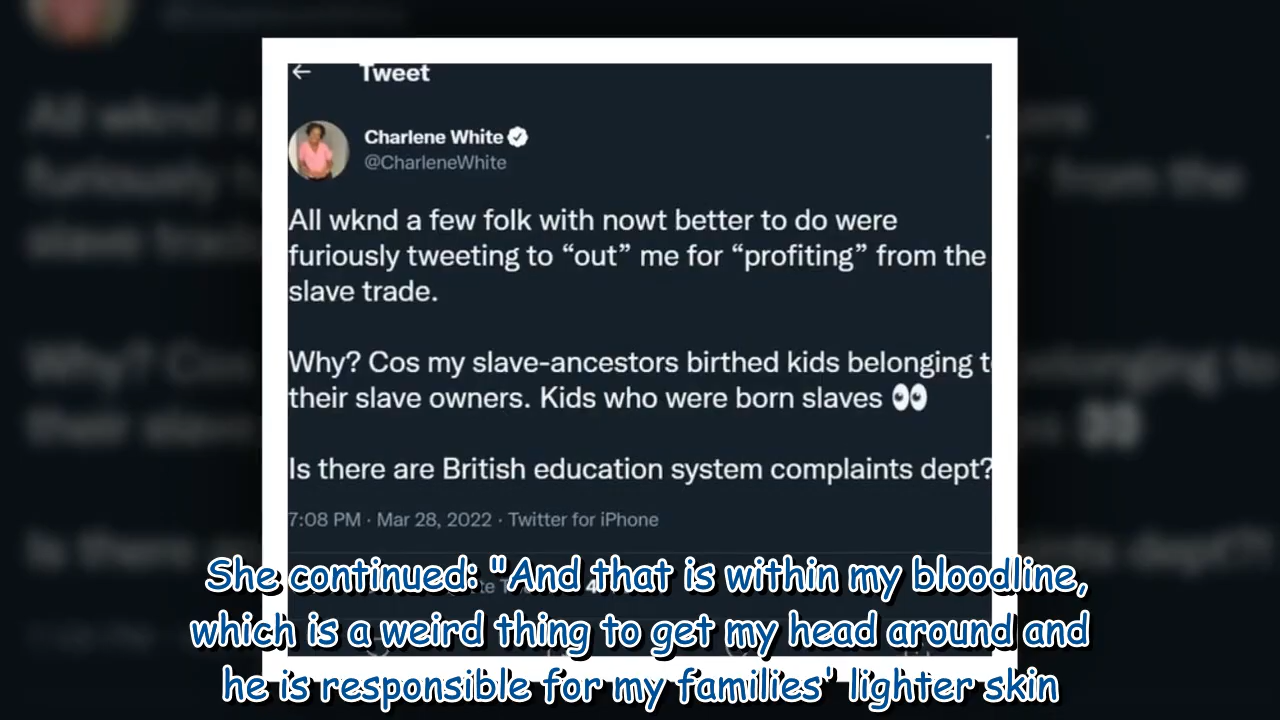 Tweet
Charlene White
@CharleneWhite
All wknd a few folk with nowt better to do were
furiously tweeting to “out” me for “profiting” from the
slave trade.
Why? Cos my slave-ancestors birthed kids belonging t
their slave owners. Kids who were born slaves 👀
Is there are British education system complaints dept?
7:08 PM · Mar 28, 2022 · Twitter for iPhone
She continued: "And that is within my bloodline,
which is a weird thing to get my head around and
he is responsible for my families' lighter skin